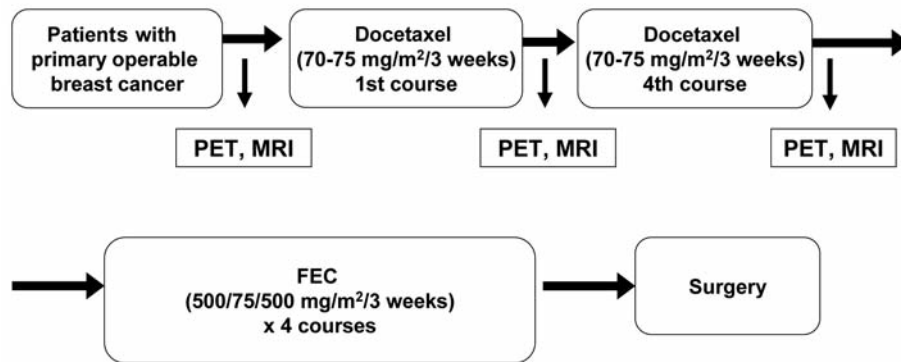 Patients with
primary operable
breast cancer
Docetaxel
(70-75 mg/m²/3 weeks)
1st course
Docetaxel
(70-75 mg/m²/3 weeks)
4th course
PET, MRI
PET, MRI
PET, MRI
FEC
(500/75/500 mg/m²/3 weeks)
x 4 courses
Surgery